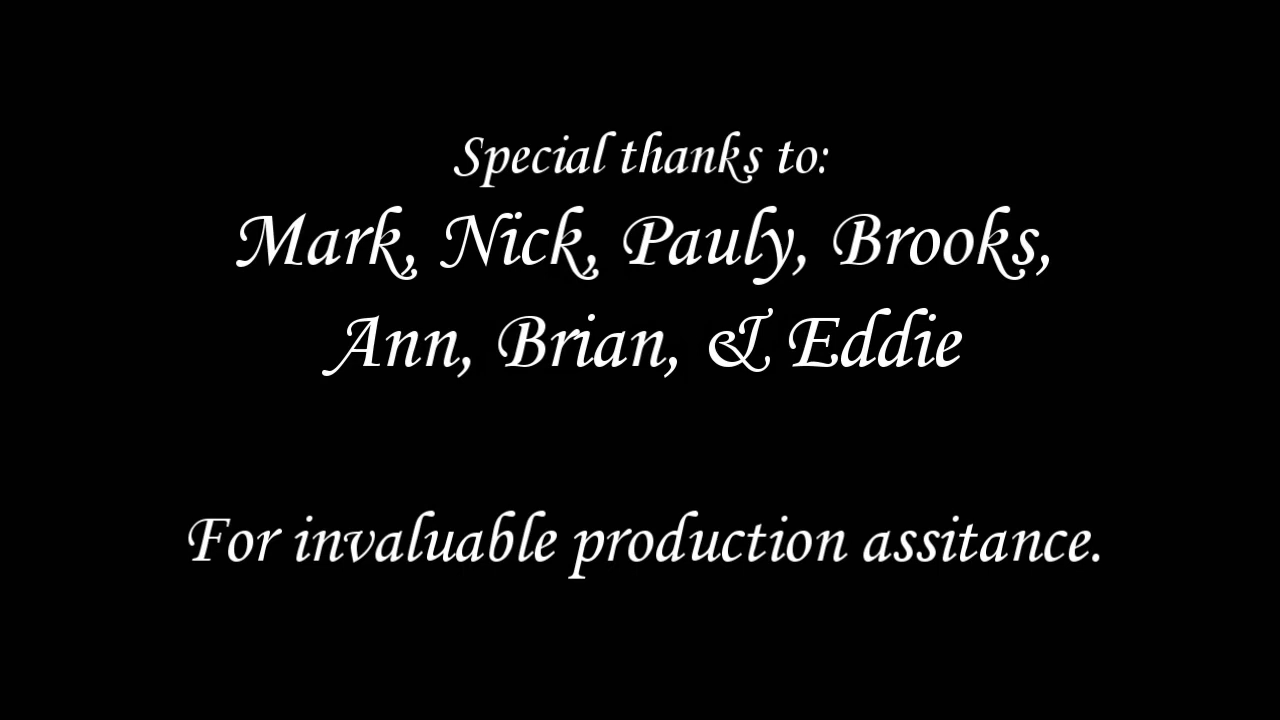 Special thanks to:
Mark, Nick, Pauly, Brooks,
Ann, Brian, & Eddie
For invaluable production assitance.